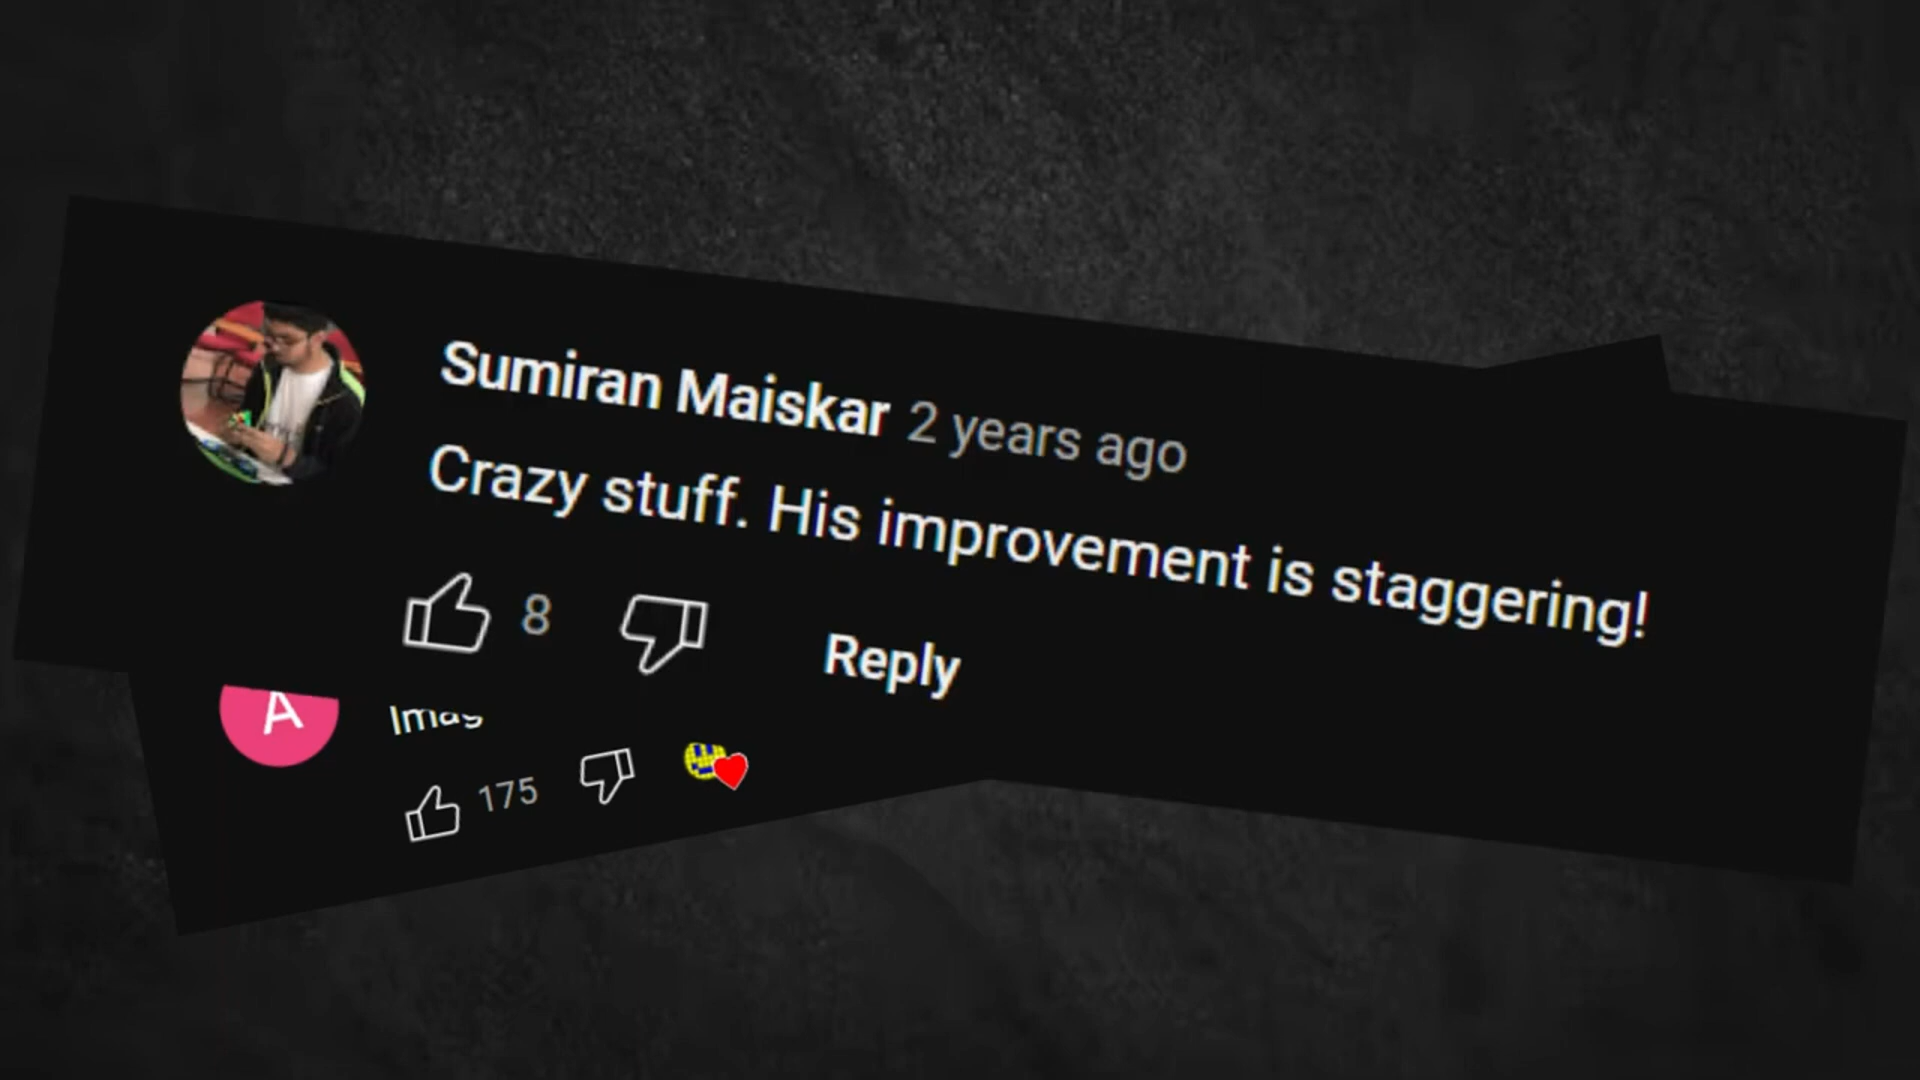 Sumiran Maiskar 2 years ago
Crazy stuff. His improvement is staggering!
8
Reply
A
175